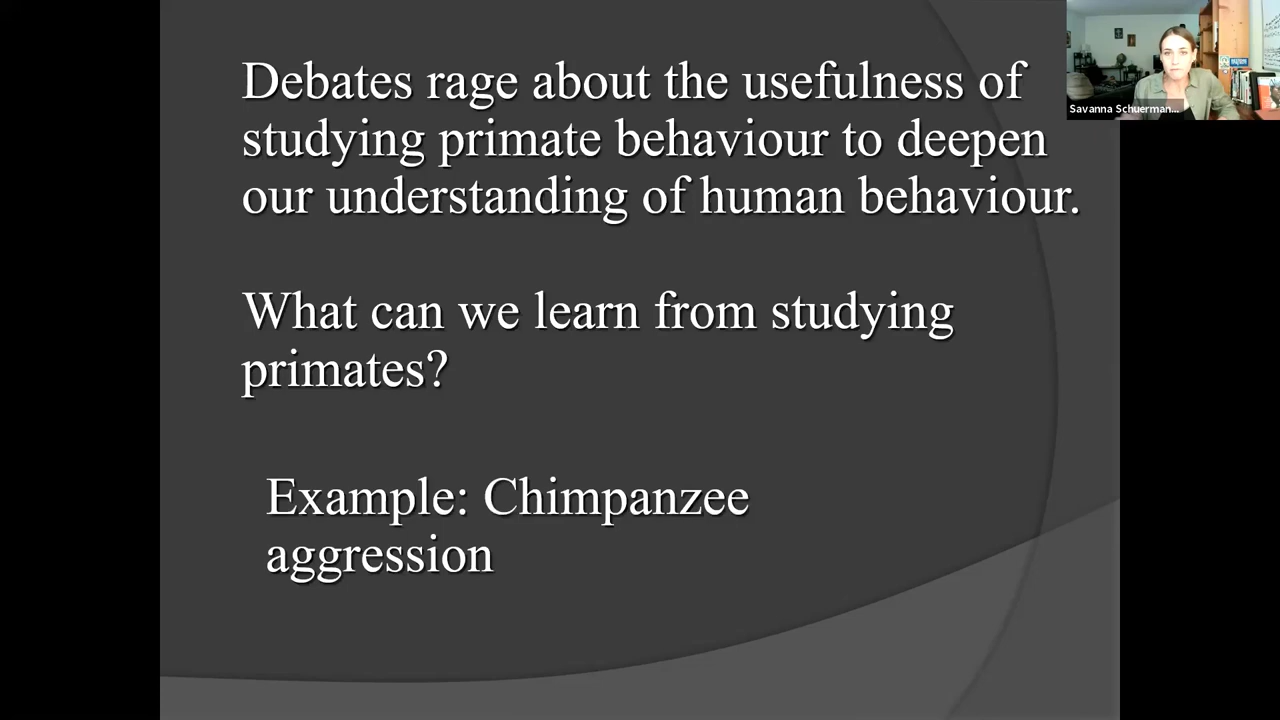 Debates rage about the usefulness of
studying primate behaviour to deepen
our understanding of human behaviour.
What can we learn from studying
primates?
Example: Chimpanzee
aggression
Savanna Schuerman...